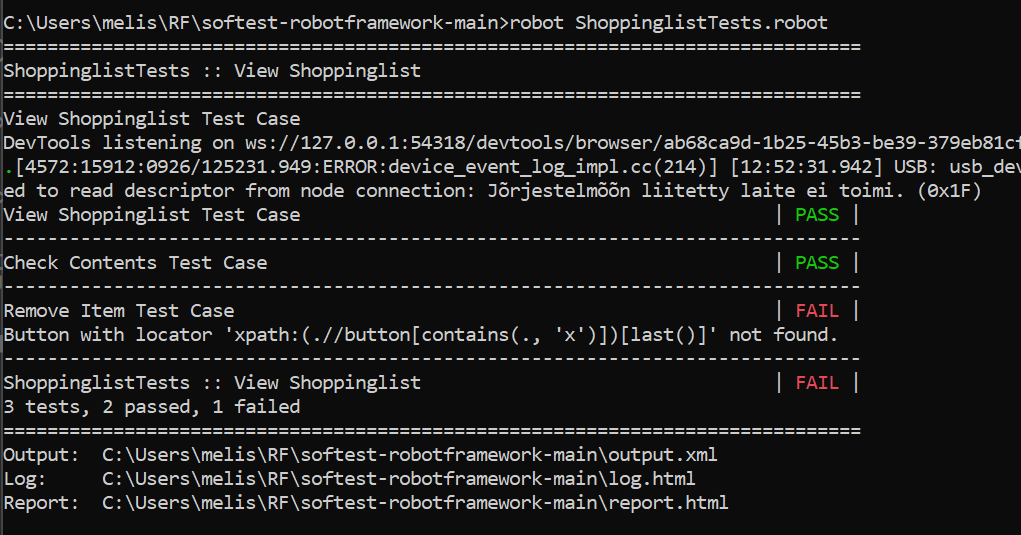 C:\Users\melis\RF\softest-robotframework-main>robot ShoppinglistTests.robot
==============================================================================
ShoppinglistTests :: View Shoppinglist
==============================================================================
View Shoppinglist Test Case
DevTools listening on ws://127.0.0.1:54318/devtools/browser/ab68ca9d-1b25-45b3-be39-379eb81cf
.[4572:15912:0926/125231.949:ERROR:device_event_log_impl.cc(214)] [12:52:31.942] USB: usb_dev
ed to read descriptor from node connection: Jõrjestelmõõn liitetty laite ei toimi. (0x1F)
View Shoppinglist Test Case                                           | PASS |
------------------------------------------------------------------------------
Check Contents Test Case                                              | PASS |
------------------------------------------------------------------------------
Remove Item Test Case                                                 | FAIL |
Button with locator 'xpath:(.//button[contains(., 'x')])[last()]' not found.
------------------------------------------------------------------------------
ShoppinglistTests :: View Shoppinglist                                | FAIL |
3 tests, 2 passed, 1 failed
==============================================================================
Output:  C:\Users\melis\RF\softest-robotframework-main\output.xml
Log:     C:\Users\melis\RF\softest-robotframework-main\log.html
Report:  C:\Users\melis\RF\softest-robotframework-main\report.html